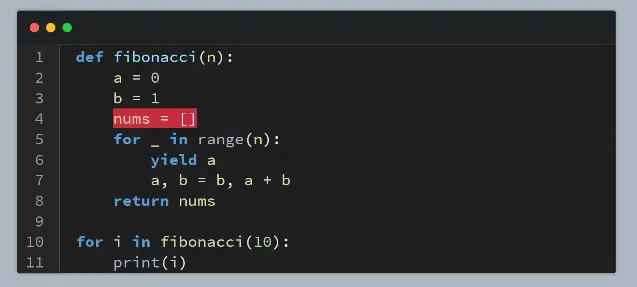 1 def fibonacci(n):
2     a = 0
3     b = 1
4     nums = []
5     for _ in range(n):
6         yield a
7         a, b = b, a + b
8     return nums
9
10 for i in fibonacci(10):
11     print(i)